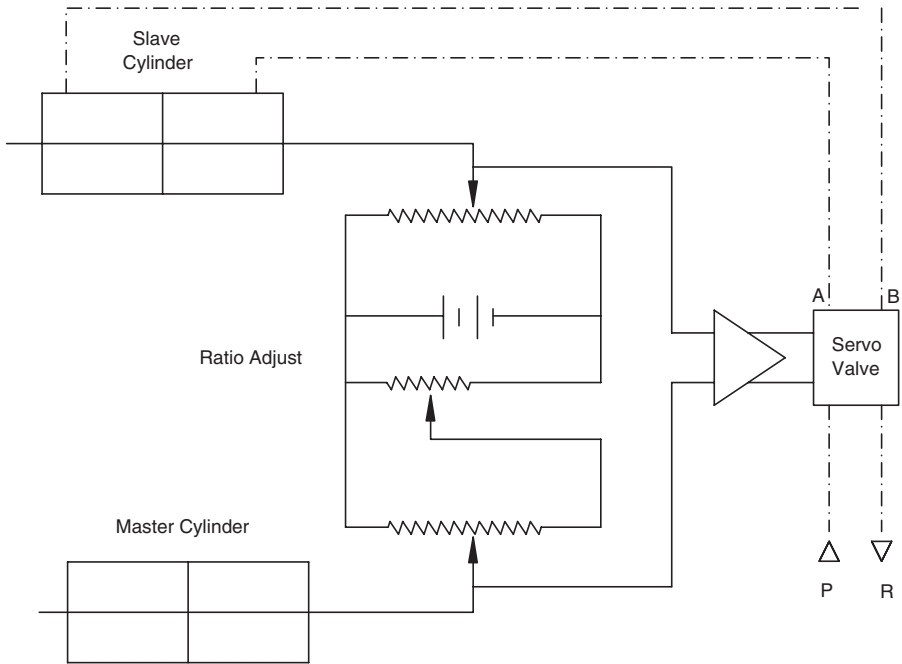 Slave
Cylinder
A
B
Servo
Valve
Ratio Adjust
Master Cylinder
P
R